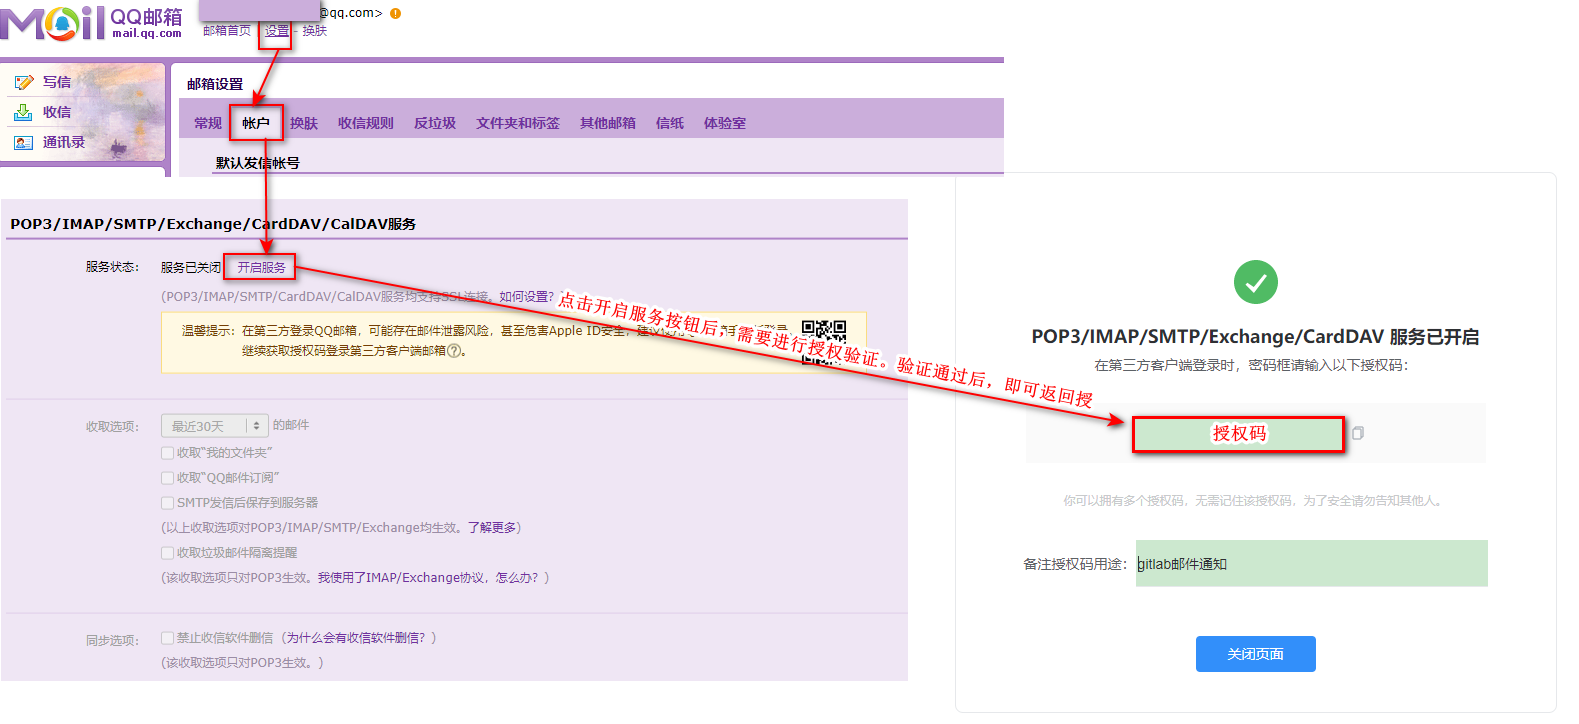 MOil QQ邮箱
mail.qq.com
@qq.com>
邮箱首页 设置 - 换肤
写信
收信
通讯录
邮箱设置
常规 帐户 换肤 收信规则 反垃圾 文件夹和标签 其他邮箱 信纸 体验室
默认发信帐号
POP3/IMAP/SMTP/Exchange/CardDAV/CalDAV服务
服务状态： 服务已关闭 开启服务
(POP3/IMAP/SMTP/CardDAV/CalDAV服务均支持SSL连接。如何设置？
温馨提示：在第三方登录QQ邮箱，可能存在邮件泄露风险，甚至危害Apple ID安全，建议
继续获取授权码登录第三方客户端邮箱?。
点击开启服务按钮后，需要进行授权验证。验证通过后，即可返回授
收取选项： 最近30天 的邮件
收取“我的文件夹”
收取“QQ邮件订阅”
SMTP发信后保存到服务器
(以上收取选项对POP3/IMAP/SMTP/Exchange均生效。了解更多)
收取垃圾邮件隔离提醒
(该收取选项只对POP3生效。我使用了IMAP/Exchange协议，怎么办？)
同步选项： 禁止收信软件删信 (为什么会有收信软件删信？)
(该收取选项只对POP3生效。)
POP3/IMAP/SMTP/Exchange/CardDAV 服务已开启
在第三方客户端登录时，密码框请输入以下授权码：
授权码
你可以拥有多个授权码，无需记住该授权码，为了安全请勿告知其他人。
备注授权码用途： gitlab邮件通知
关闭页面